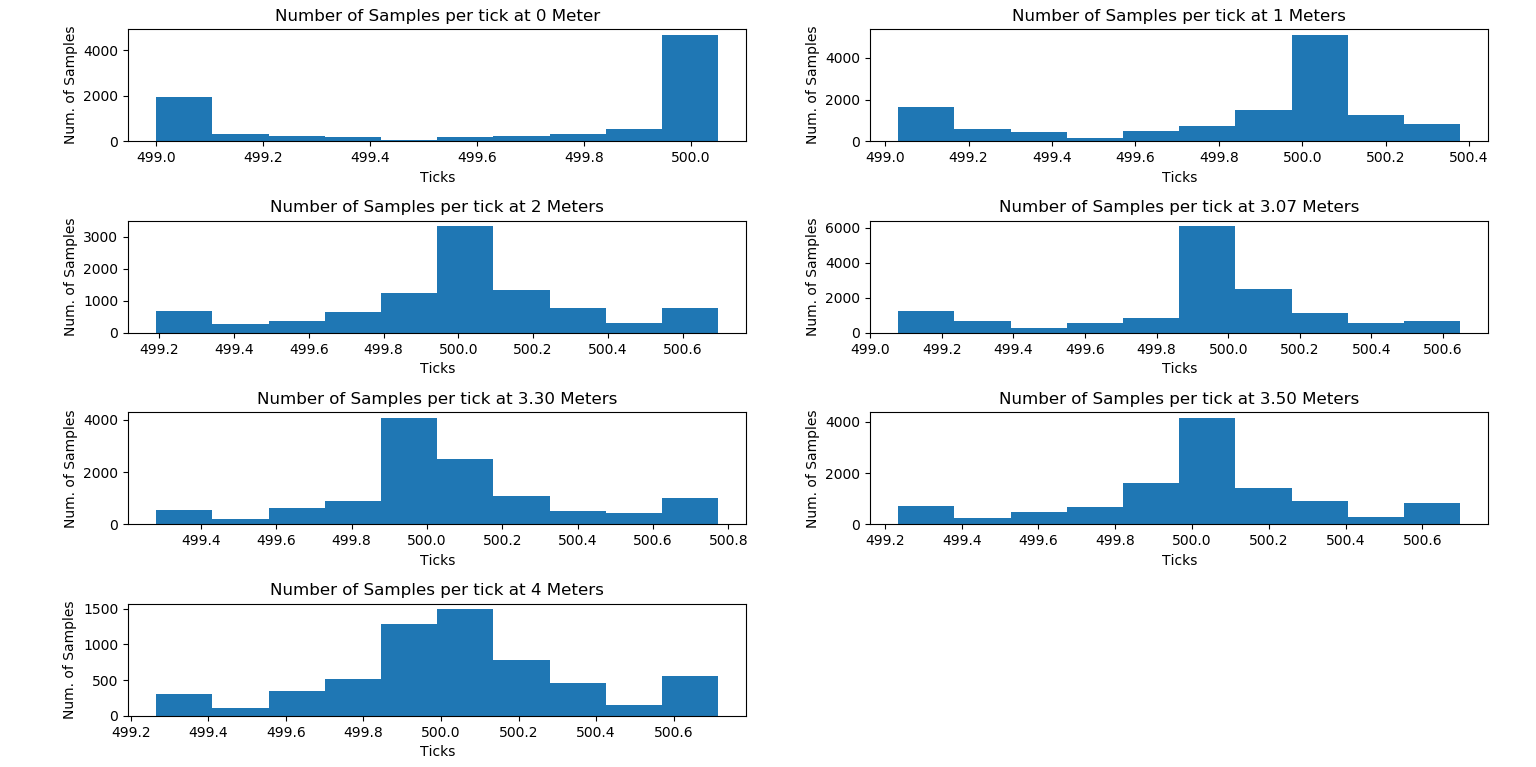 Number of Samples per tick at 0 Meter
Num. of Samples
4000
2000
0
499.0 499.2 499.4 499.6 499.8 500.0
Ticks
Number of Samples per tick at 1 Meters
Num. of Samples
4000
2000
0
499.0 499.2 499.4 499.6 499.8 500.0 500.2 500.4
Ticks
Number of Samples per tick at 2 Meters
Num. of Samples
3000
2000
1000
0
499.2 499.4 499.6 499.8 500.0 500.2 500.4 500.6
Ticks
Number of Samples per tick at 3.07 Meters
Num. of Samples
6000
4000
2000
0
499.0 499.2 499.4 499.6 499.8 500.0 500.2 500.4 500.6
Ticks
Number of Samples per tick at 3.30 Meters
Num. of Samples
4000
2000
0
499.4 499.6 499.8 500.0 500.2 500.4 500.6 500.8
Ticks
Number of Samples per tick at 3.50 Meters
Num. of Samples
4000
2000
0
499.2 499.4 499.6 499.8 500.0 500.2 500.4 500.6
Ticks
Number of Samples per tick at 4 Meters
Num. of Samples
1500
1000
500
0
499.2 499.4 499.6 499.8 500.0 500.2 500.4 500.6
Ticks